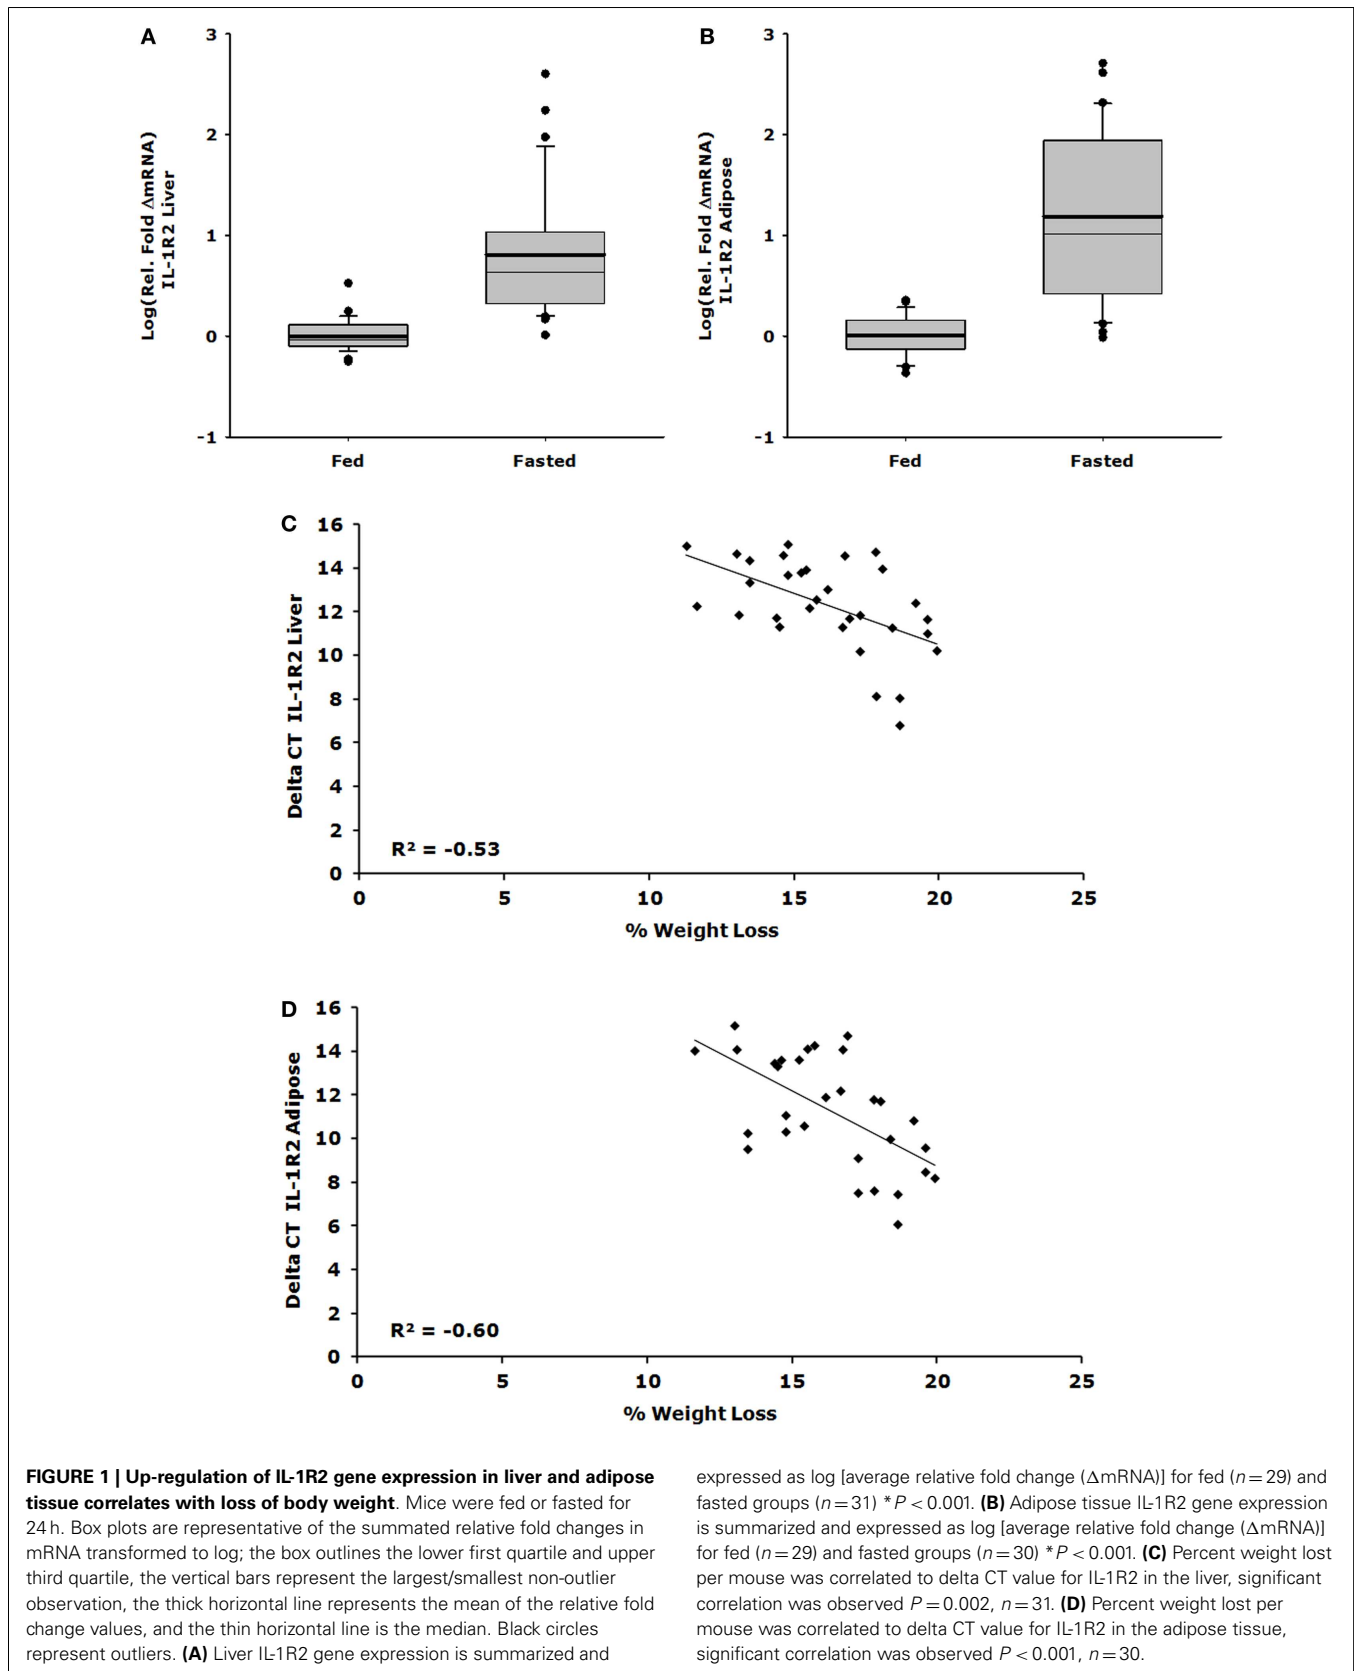 A
3
2
1
0
-1
Log(Rel. Fold ΔmRNA)
IL-1R2 Liver
Fed
Fasted
B
3
2
1
0
-1
Log(Rel. Fold ΔmRNA)
IL-1R2 Adipose
Fed
Fasted
C
16
14
12
10
8
6
4
2
0
Delta CT IL-1R2 Liver
R² = -0.53
0
5
10
15
20
25
% Weight Loss
D
16
14
12
10
8
6
4
2
0
Delta CT IL-1R2 Adipose
R² = -0.60
0
5
10
15
20
25
% Weight Loss
FIGURE 1 | Up-regulation of IL-1R2 gene expression in liver and adipose
tissue correlates with loss of body weight. Mice were fed or fasted for
24 h. Box plots are representative of the summated relative fold changes in
mRNA transformed to log; the box outlines the lower first quartile and upper
third quartile, the vertical bars represent the largest/smallest non-outlier
observation, the thick horizontal line represents the mean of the relative fold
change values, and the thin horizontal line is the median. Black circles
represent outliers. (A) Liver IL-1R2 gene expression is summarized and
expressed as log [average relative fold change (ΔmRNA)] for fed (n = 29) and
fasted groups (n = 31) *P < 0.001. (B) Adipose tissue IL-1R2 gene expression
is summarized and expressed as log [average relative fold change (ΔmRNA)]
for fed (n = 29) and fasted groups (n = 30) *P < 0.001. (C) Percent weight lost
per mouse was correlated to delta CT value for IL-1R2 in the liver, significant
correlation was observed P = 0.002, n = 31. (D) Percent weight lost per
mouse was correlated to delta CT value for IL-1R2 in the adipose tissue,
significant correlation was observed P < 0.001, n = 30.